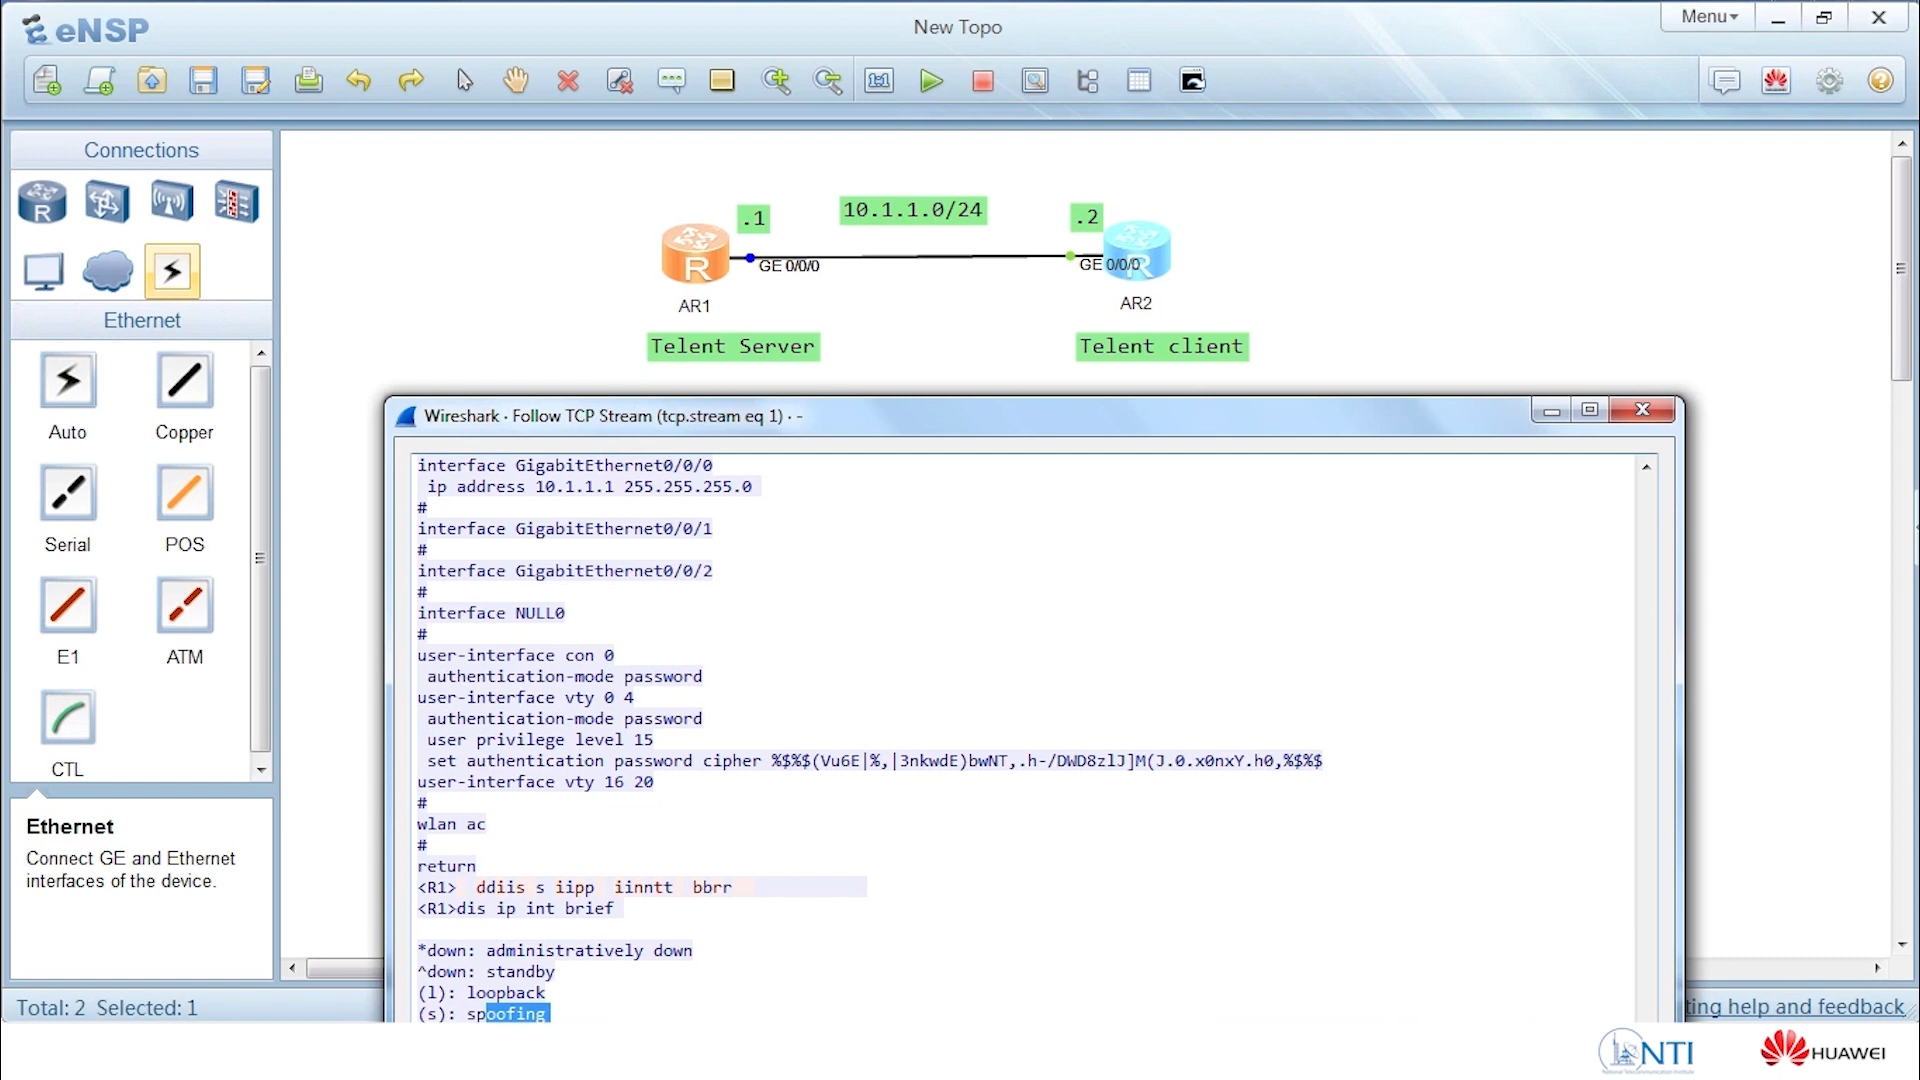 eNSP
New Topo
Menu
Connections
Ethernet
Auto
Copper
Serial
POS
E1
ATM
CTL
Ethernet
Connect GE and Ethernet
interfaces of the device.
Total: 2 Selected: 1
.1
10.1.1.0/24
.2
R
R
GE 0/0/0
GE 0/0/0
AR1
AR2
Telent Server
Telent client
Wireshark · Follow TCP Stream (tcp.stream eq 1) · -
interface GigabitEthernet0/0/0
ip address 10.1.1.1 255.255.255.0
#
interface GigabitEthernet0/0/1
#
interface GigabitEthernet0/0/2
#
interface NULL0
#
user-interface con 0
authentication-mode password
user-interface vty 0 4
authentication-mode password
user privilege level 15
set authentication password cipher %$%$(Vu6E|%,|3nkwdE)bwNT,.h-/DWD8zlJ]M(J.0.x0nxY.h0,%$%$
user-interface vty 16 20
#
wlan ac
#
return
<R1> ddiis s iipp iinntt bbrr
<R1>dis ip int brief
*down: administratively down
^down: standby
(l): loopback
(s): spoofing
ting help and feedback
NTI
HUAWEI